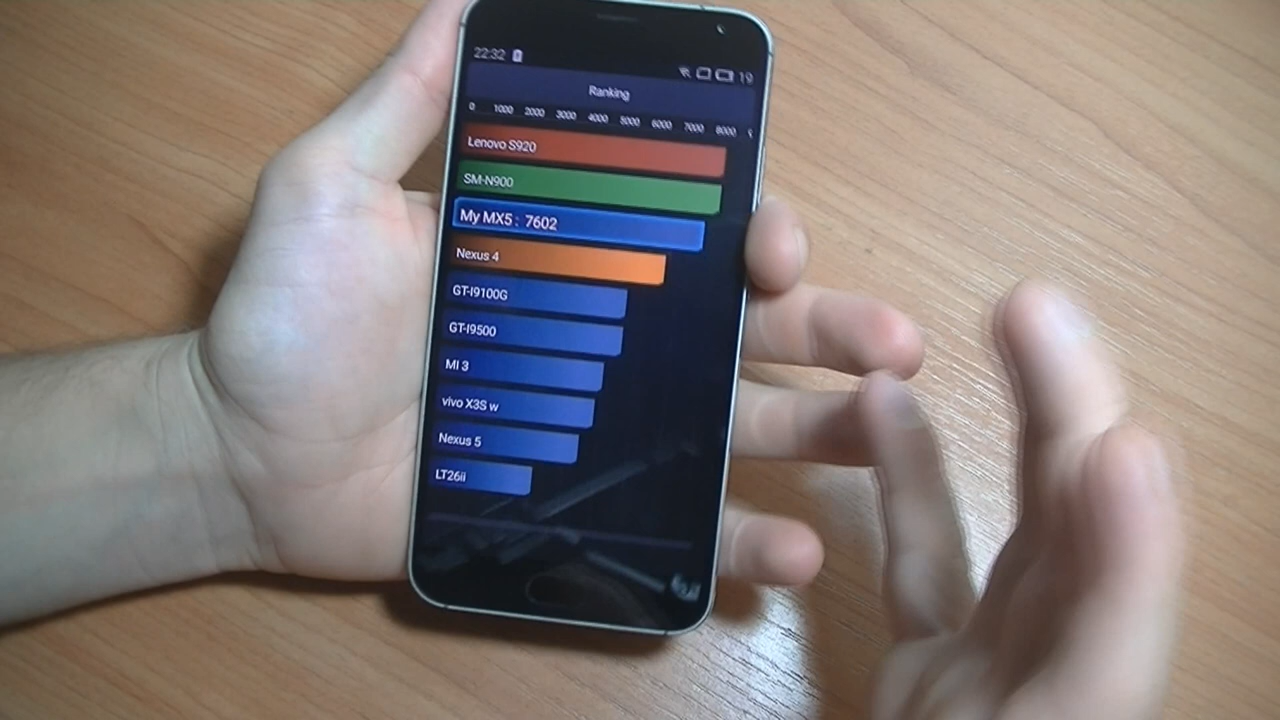 22:32 19
Ranking
0 1000 2000 3000 4000 5000 6000 7000 8000
Lenovo S920
SM-N900
My MX5 : 7602
Nexus 4
GT-I9100G
GT-I9500
MI 3
vivo X3S w
Nexus 5
LT26ii